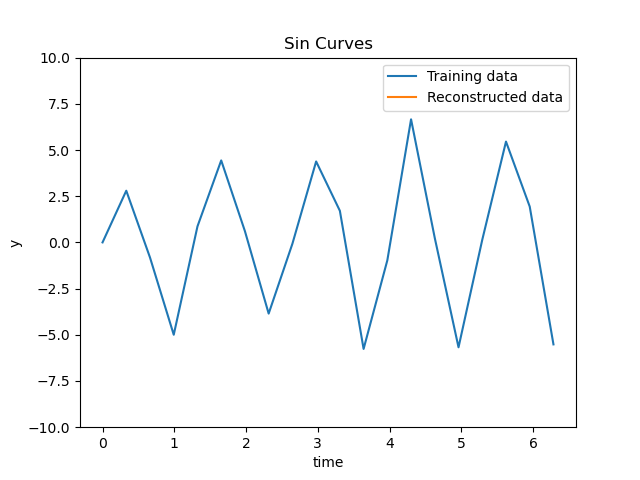 Sin Curves
Training data
Reconstructed data
10.0
7.5
5.0
2.5
0.0
−2.5
−5.0
−7.5
−10.0
y
0 1 2 3 4 5 6
time